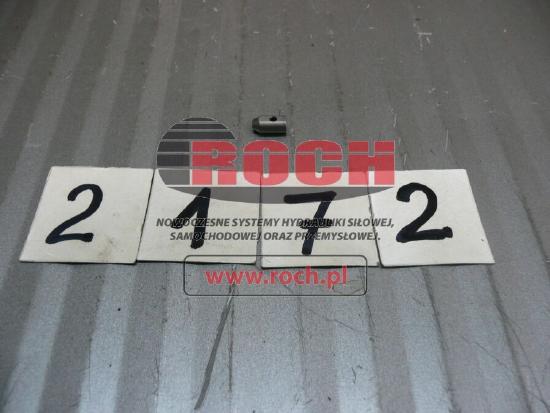 ROCH
2 1 7 2
NOWOCZESNE SYSTEMY HYDRAULIKI SIŁOWEJ,
SAMOCHODOWEJ ORAZ PRZEMYSŁOWEJ.
www.roch.pl